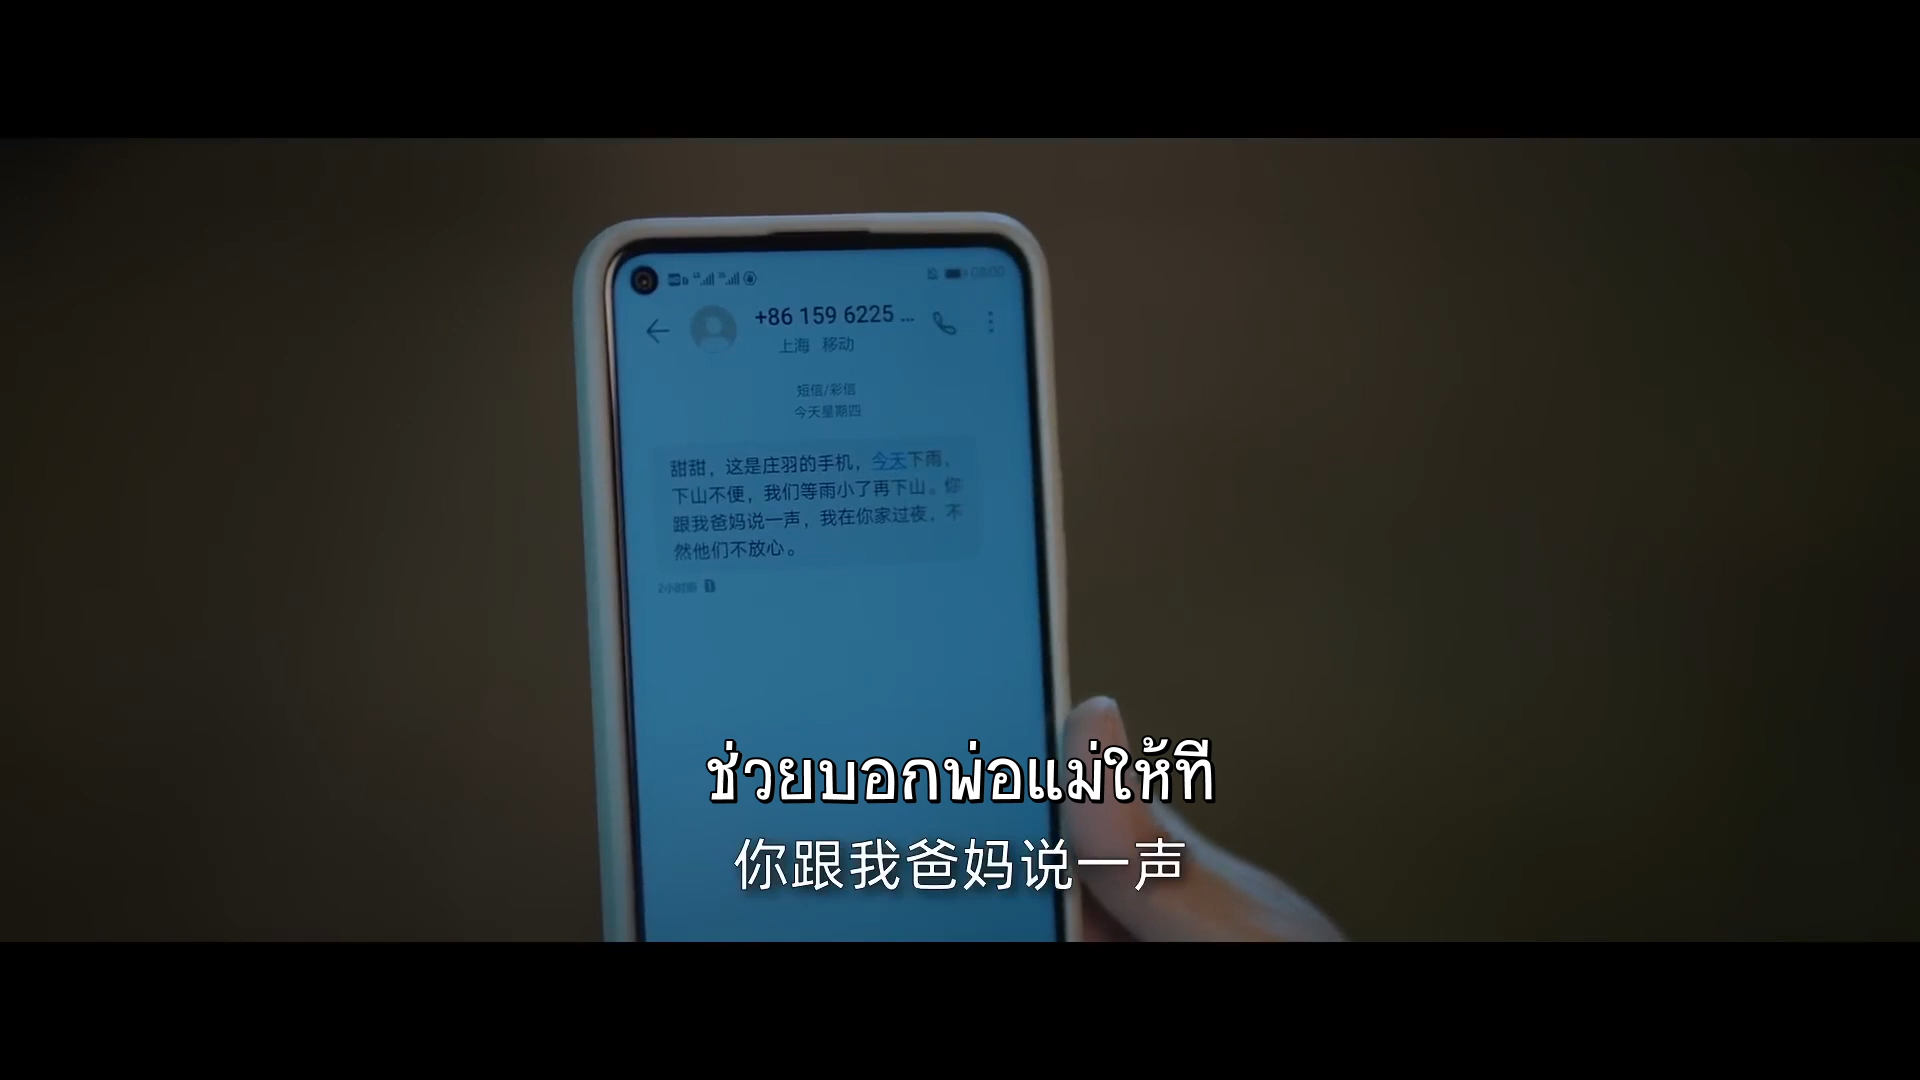 +86 159 6225 ...
上海 移动
短信/彩信
今天星期四
甜甜，这是庄羽的手机，今天下雨，
下山不便，我们等雨小了再下山。你
跟我爸妈说一声，我在你家过夜，不
然他们不放心。
2小时前
ช่วยบอกพ่อแม่ให้ที
你跟我爸妈说一声